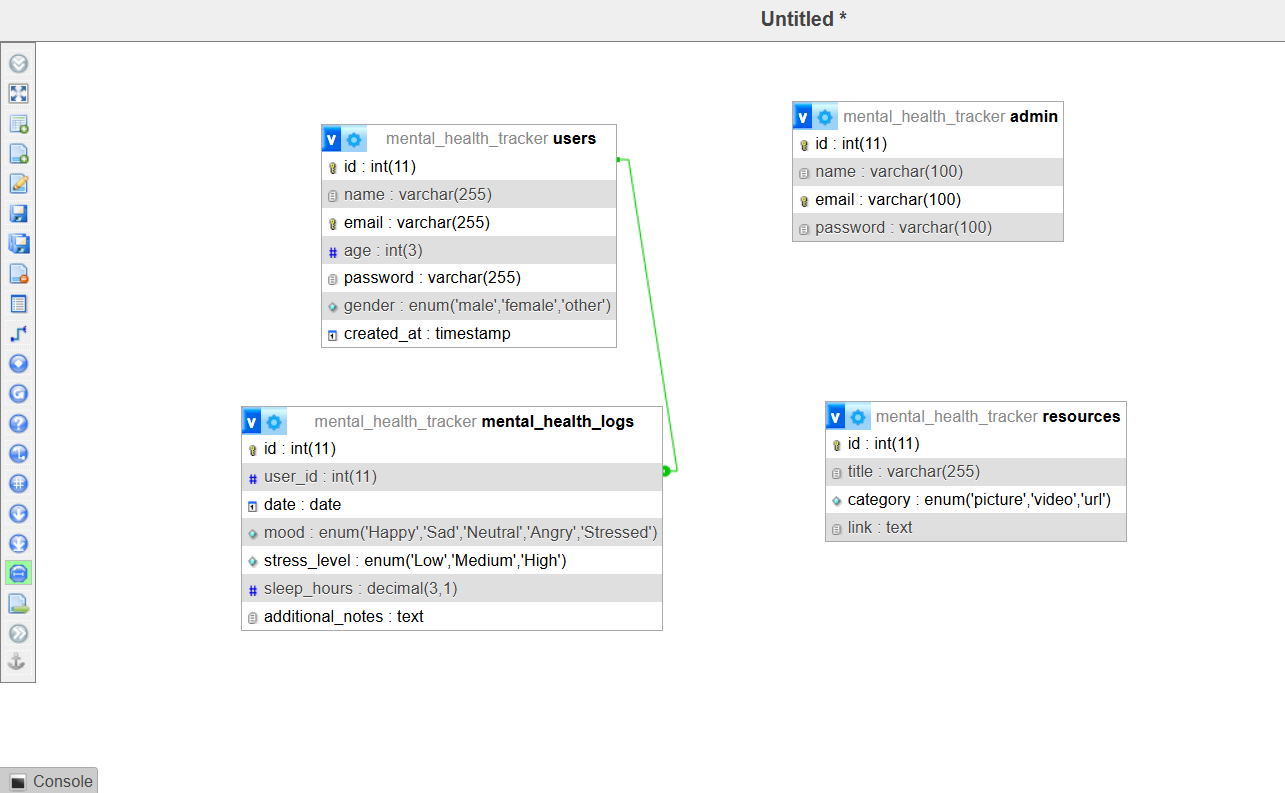 Untitled *
v mental_health_tracker users
id : int(11)
name : varchar(255)
email : varchar(255)
age : int(3)
password : varchar(255)
gender : enum('male','female','other')
created_at : timestamp
v mental_health_tracker admin
id : int(11)
name : varchar(100)
email : varchar(100)
password : varchar(100)
v mental_health_tracker mental_health_logs
id : int(11)
user_id : int(11)
date : date
mood : enum('Happy','Sad','Neutral','Angry','Stressed')
stress_level : enum('Low','Medium','High')
sleep_hours : decimal(3,1)
additional_notes : text
v mental_health_tracker resources
id : int(11)
title : varchar(255)
category : enum('picture','video','url')
link : text
Console